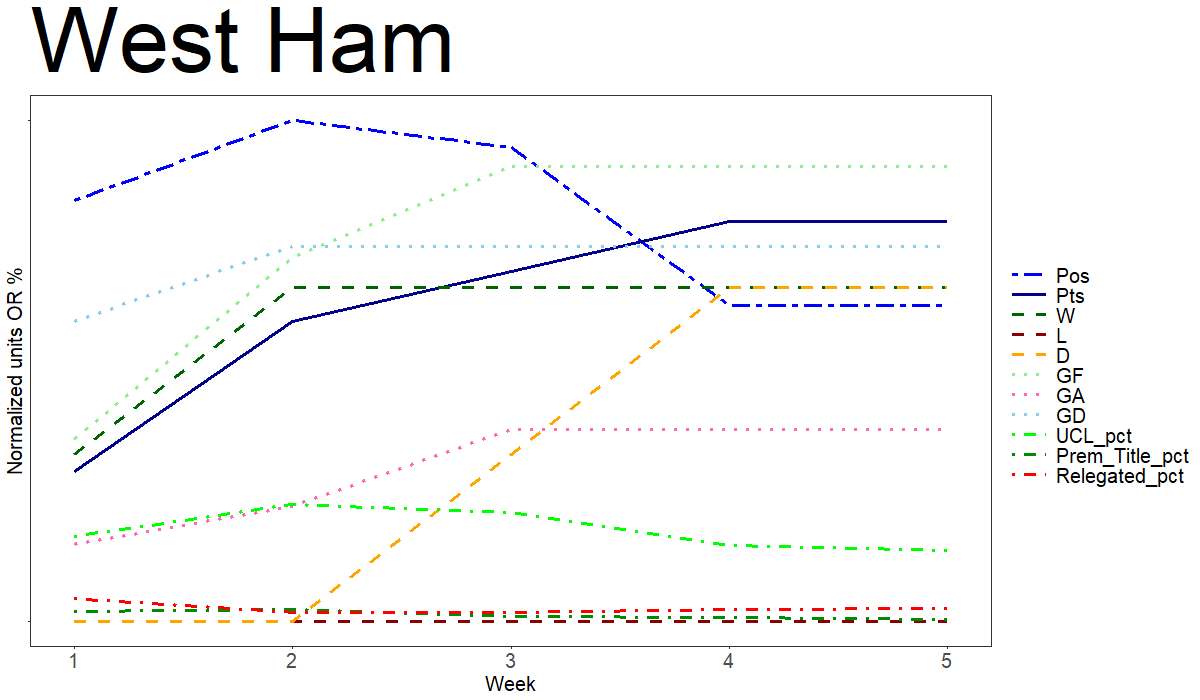 West Ham
Normalized units OR %
1 2 3 4 5
Week
Pos
Pts
W
L
D
GF
GA
GD
UCL_pct
Prem_Title_pct
Relegated_pct